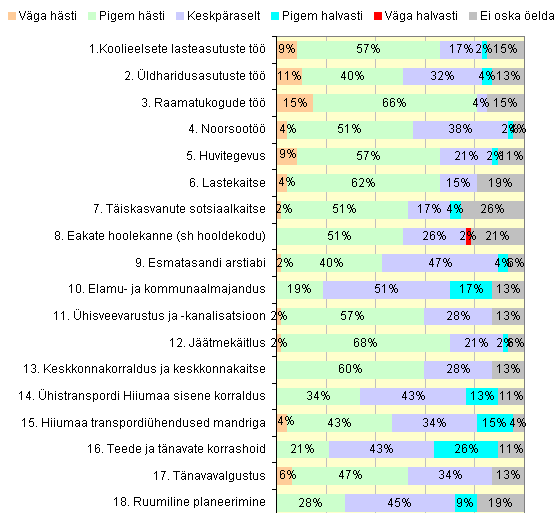 Väga hästi Pigem hästi Keskpäraselt Pigem halvasti Väga halvasti Ei oska öelda
1.Koolieelsete lasteasutuste töö 9% 57% 17% 2% 15%
2. Üldharidusasutuste töö 11% 40% 32% 4% 13%
3. Raamatukogude töö 15% 66% 4% 15%
4. Noorsootöö 4% 51% 38% 2% 4%
5. Huvitegevus 9% 57% 21% 2% 11%
6. Lastekaitse 4% 62% 15% 19%
7. Täiskasvanute sotsiaalkaitse 2% 51% 17% 4% 26%
8. Eakate hoolekanne (sh hooldekodu) 51% 26% 2% 21%
9. Esmatasandi arstiabi 2% 40% 47% 4% 6%
10. Elamu- ja kommunaalmajandus 19% 51% 17% 13%
11. Ühisveevarustus ja -kanalisatsioon 2% 57% 28% 13%
12. Jäätmekäitlus 2% 68% 21% 2% 6%
13. Keskkonnakorraldus ja keskkonnakaitse 60% 28% 13%
14. Ühistranspordi Hiiumaa sisene korraldus 34% 43% 13% 11%
15. Hiiumaa transpordiühendused mandriga 4% 43% 34% 15% 4%
16. Teede ja tänavate korrashoid 21% 43% 26% 11%
17. Tänavavalgustus 6% 47% 34% 13%
18. Ruumiline planeerimine 28% 45% 9% 19%